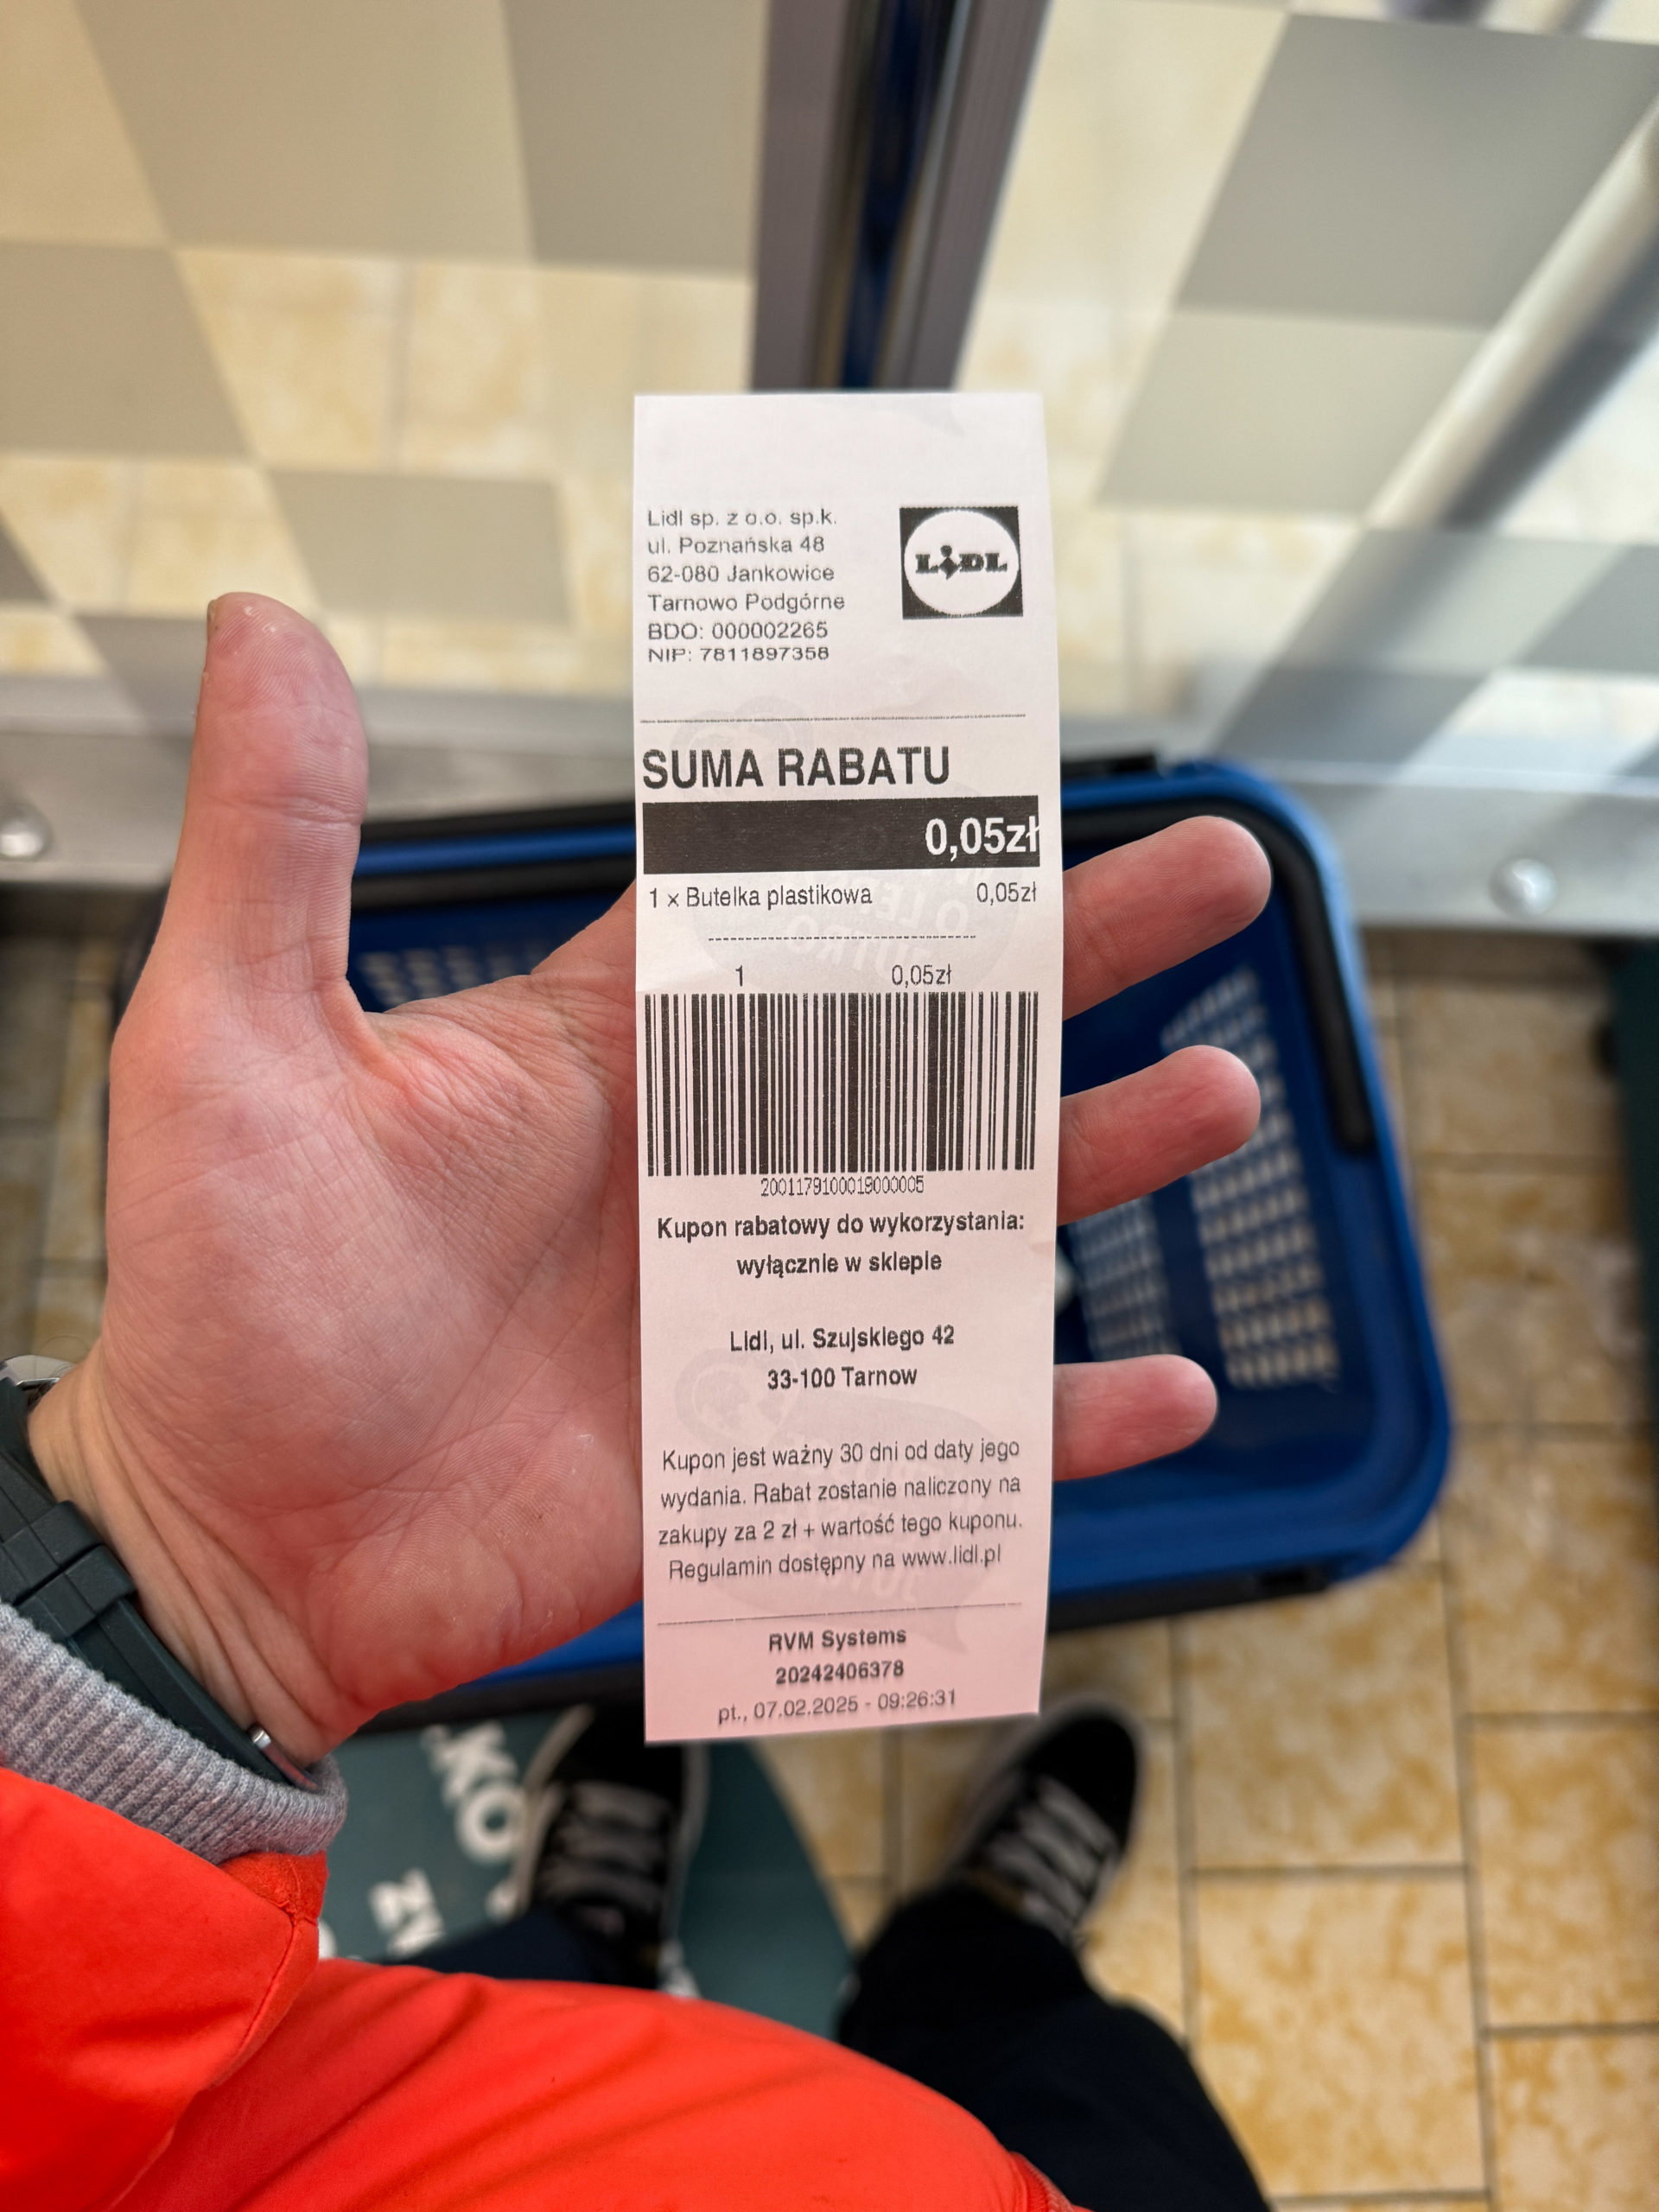 Lidl sp. z o.o. sp.k.
ul. Poznańska 48
62-080 Jankowice
Tarnowo Podgórne
BDO: 000002265
NIP: 7811897358
LIDL
SUMA RABATU
0,05zł
1 x Butelka plastikowa 0,05zł
1 0,05zł
2001179100019000005
Kupon rabatowy do wykorzystania:
wyłącznie w sklepie
Lidl, ul. Szujskiego 42
33-100 Tarnow
Kupon jest ważny 30 dni od daty jego
wydania. Rabat zostanie naliczony na
zakupy za 2 zł + wartość tego kuponu.
Regulamin dostępny na www.lidl.pl
RVM Systems
20242406378
pt., 07.02.2025 - 09:26:31